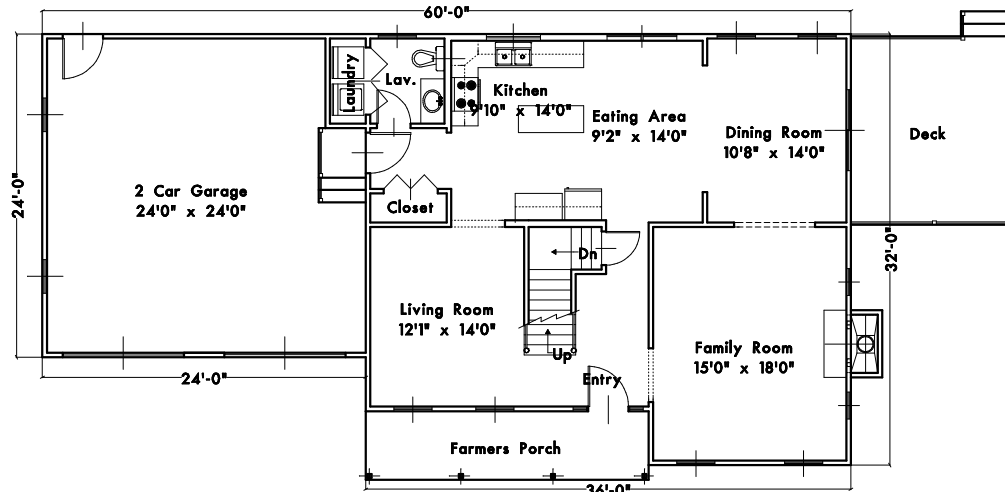 60'-0"
Laundry
Lav.
Kitchen
9'10" x 14'0"
Eating Area
9'2" x 14'0"
Dining Room
10'8" x 14'0"
Deck
24'-0"
2 Car Garage
24'0" x 24'0"
Closet
Dn
32'-0"
Living Room
12'1" x 14'0"
Up
Family Room
15'0" x 18'0"
24'-0"
Entry
Farmers Porch
36'-0"